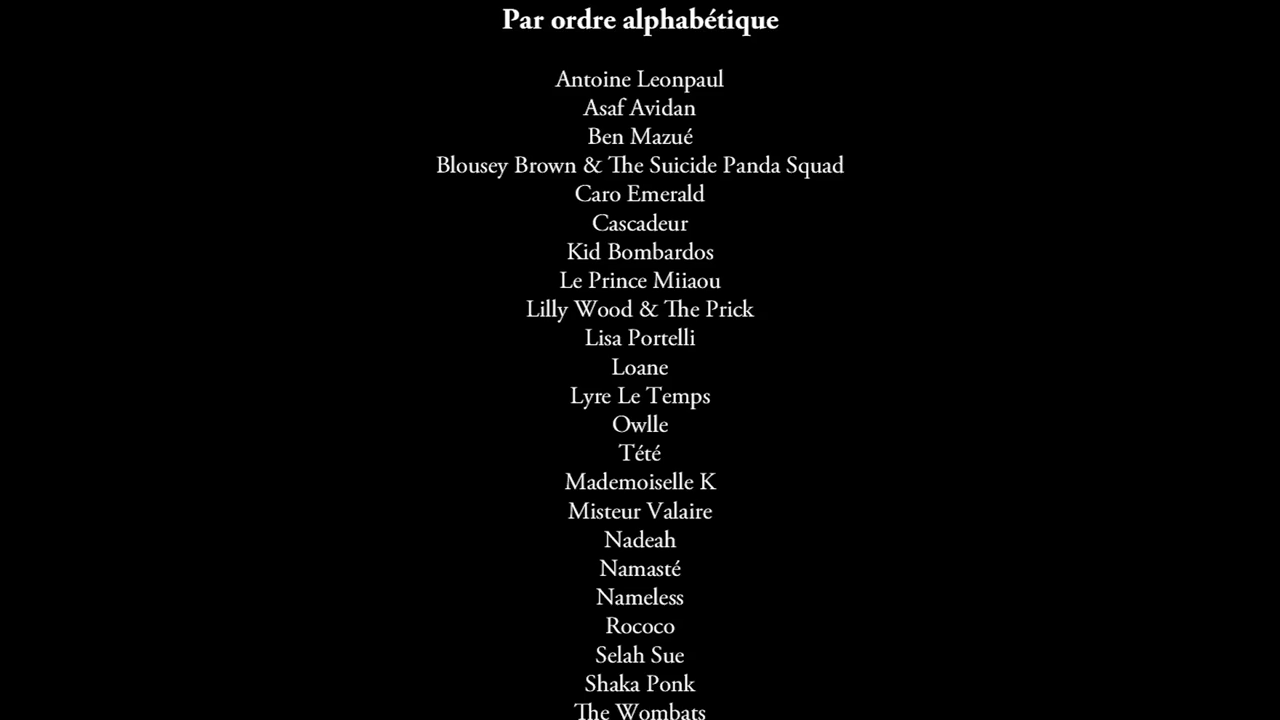 Par ordre alphabétique
Antoine Leonpaul
Asaf Avidan
Ben Mazué
Blousey Brown & The Suicide Panda Squad
Caro Emerald
Cascadeur
Kid Bombardos
Le Prince Miiaou
Lilly Wood & The Prick
Lisa Portelli
Loane
Lyre Le Temps
Owlle
Tété
Mademoiselle K
Misteur Valaire
Nadeah
Namasté
Nameless
Rococo
Selah Sue
Shaka Ponk
The Wombats